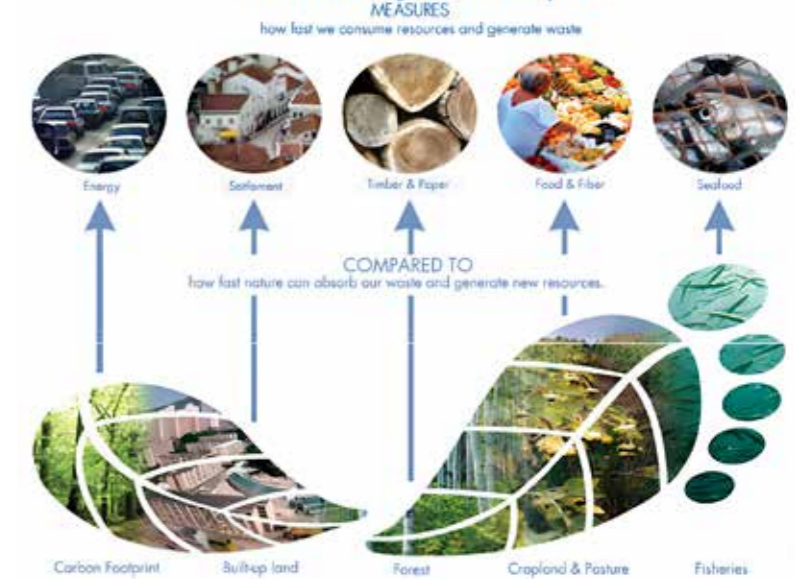 MEASURES
how fast we consume resources and generate waste
Energy
Settlement
Timber & Paper
Food & Fiber
Seafood
COMPARED TO
how fast nature can absorb our waste and generate new resources.
Carbon Footprint
Built-up land
Forest
Cropland & Pasture
Fisheries